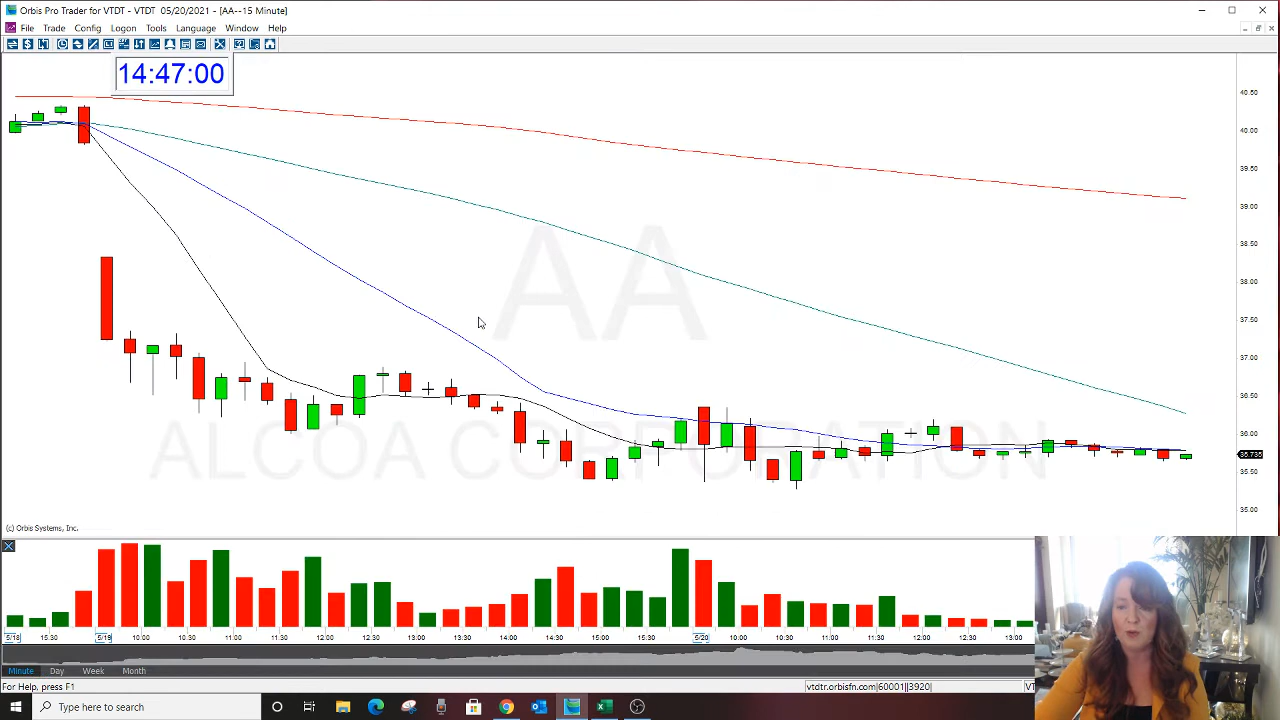 Orbis Pro Trader for VTDT - VTDT 05/20/2021 - [AA--15 Minute]
File Trade Config Logon Tools Language Window Help
14:47:00
40.50
40.00
39.50
39.00
38.50
38.00
37.50
37.00
36.50
36.00
35.735
35.50
35.00
AA
ALCOA CORPORATION
(c) Orbis Systems, Inc.
5/18 15:30 5/19 10:00 10:30 11:00 11:30 12:00 12:30 13:00 13:30 14:00 14:30 15:00 15:30 5/20 10:00 10:30 11:00 11:30 12:00 12:30 13:00
Minute Day Week Month
For Help, press F1
vtdtr.orbisfn.com|60001||3920|
VT
Type here to search